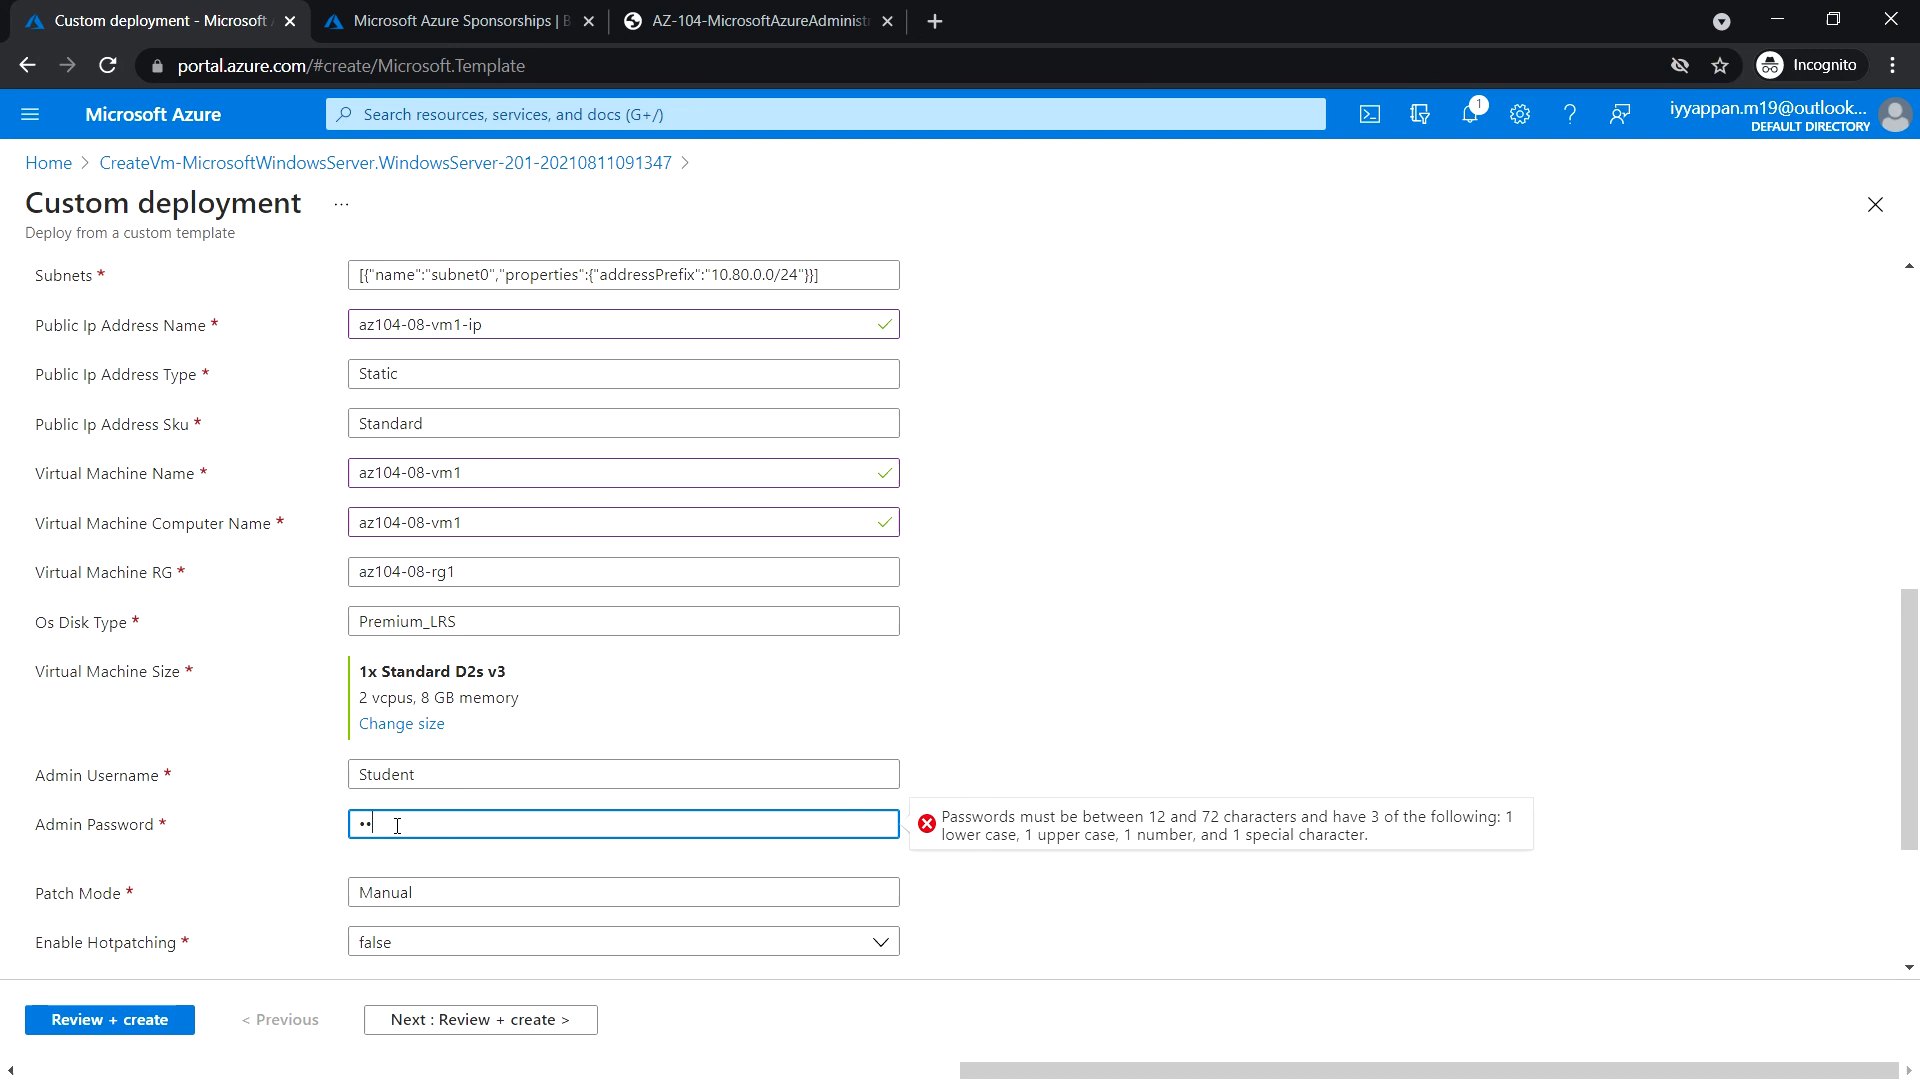 Custom deployment - Microsoft
Microsoft Azure Sponsorships | B
AZ-104-MicrosoftAzureAdminist
portal.azure.com/#create/Microsoft.Template
Incognito
Microsoft Azure
Search resources, services, and docs (G+/)
1
iyyappan.m19@outlook...
DEFAULT DIRECTORY
Home > CreateVm-MicrosoftWindowsServer.WindowsServer-201-20210811091347 >
Custom deployment ...
Deploy from a custom template
Subnets * [{"name":"subnet0","properties":{"addressPrefix":"10.80.0.0/24"}}]
Public Ip Address Name * az104-08-vm1-ip
Public Ip Address Type * Static
Public Ip Address Sku * Standard
Virtual Machine Name * az104-08-vm1
Virtual Machine Computer Name * az104-08-vm1
Virtual Machine RG * az104-08-rg1
Os Disk Type * Premium_LRS
Virtual Machine Size * 1x Standard D2s v3
2 vcpus, 8 GB memory
Change size
Admin Username * Student
Admin Password * ••
Passwords must be between 12 and 72 characters and have 3 of the following: 1
lower case, 1 upper case, 1 number, and 1 special character.
Patch Mode * Manual
Enable Hotpatching * false
Review + create
< Previous
Next : Review + create >